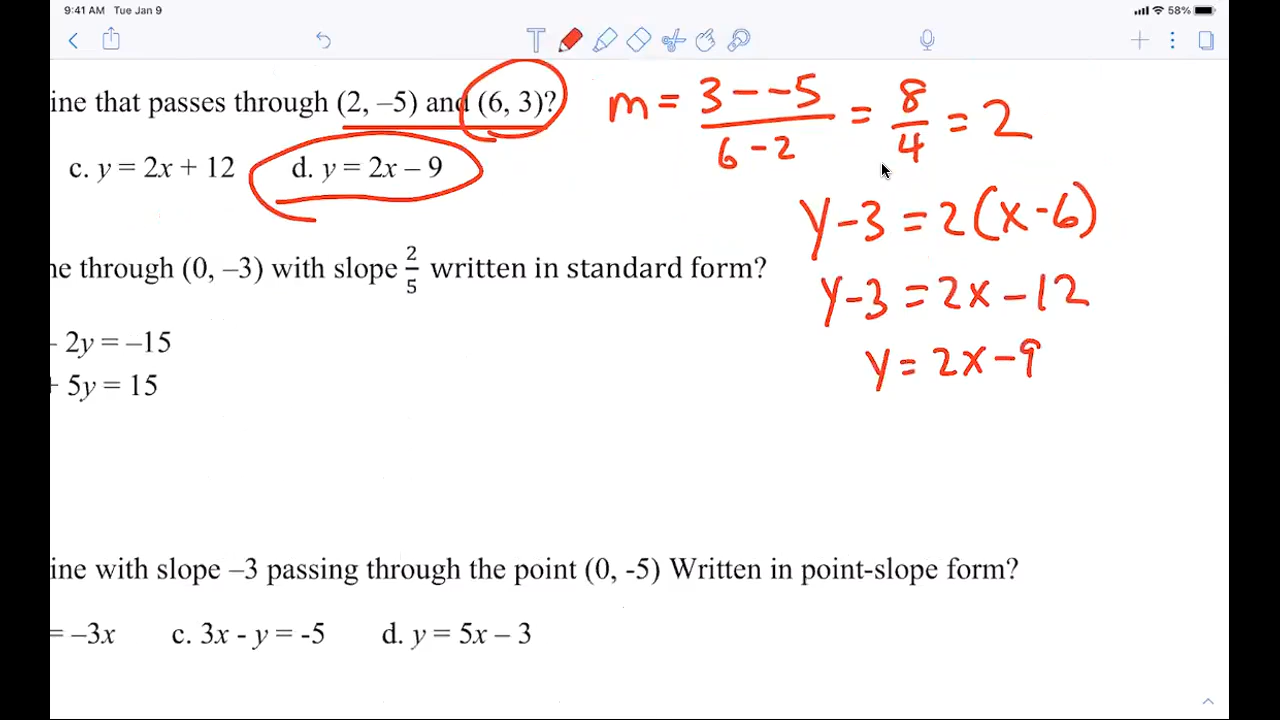 9:41 AM Tue Jan 9
58%
ine that passes through (2, –5) and (6, 3)?
m = 3 - -5 / 6 - 2 = 8/4 = 2
c. y = 2x + 12 d. y = 2x – 9
y-3 = 2(x-6)
ne through (0, –3) with slope 2/5 written in standard form?
y-3 = 2x - 12
- 2y = –15
y = 2x - 9
+ 5y = 15
ine with slope –3 passing through the point (0, -5) Written in point-slope form?
= –3x c. 3x - y = -5 d. y = 5x – 3